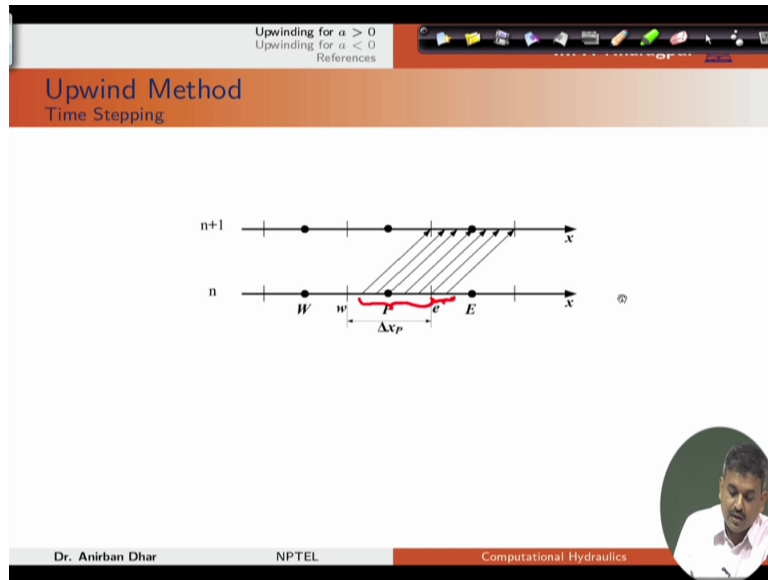 Upwinding for a > 0
Upwinding for a < 0
References
Upwind Method
Time Stepping
n+1
x
n
x
W w P e E
Δx_P
Dr. Anirban Dhar NPTEL Computational Hydraulics